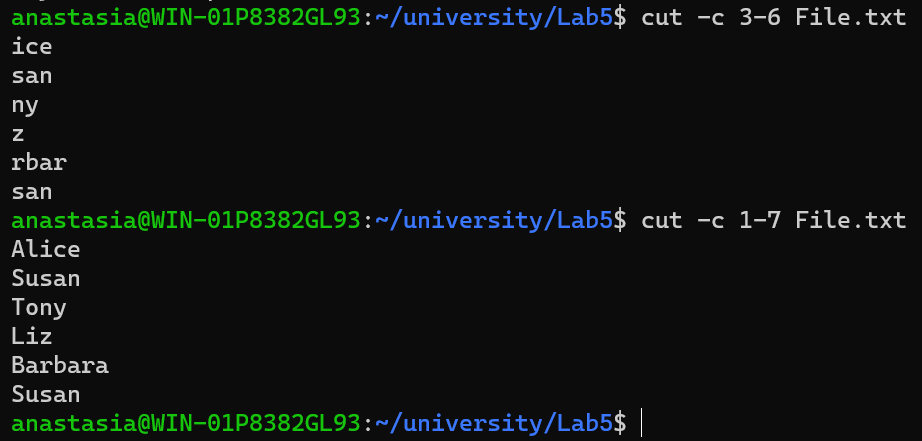 anastasia@WIN-01P8382GL93:~/university/Lab5$ cut -c 3-6 File.txt
ice
san
ny
z
rbar
san
anastasia@WIN-01P8382GL93:~/university/Lab5$ cut -c 1-7 File.txt
Alice
Susan
Tony
Liz
Barbara
Susan
anastasia@WIN-01P8382GL93:~/university/Lab5$